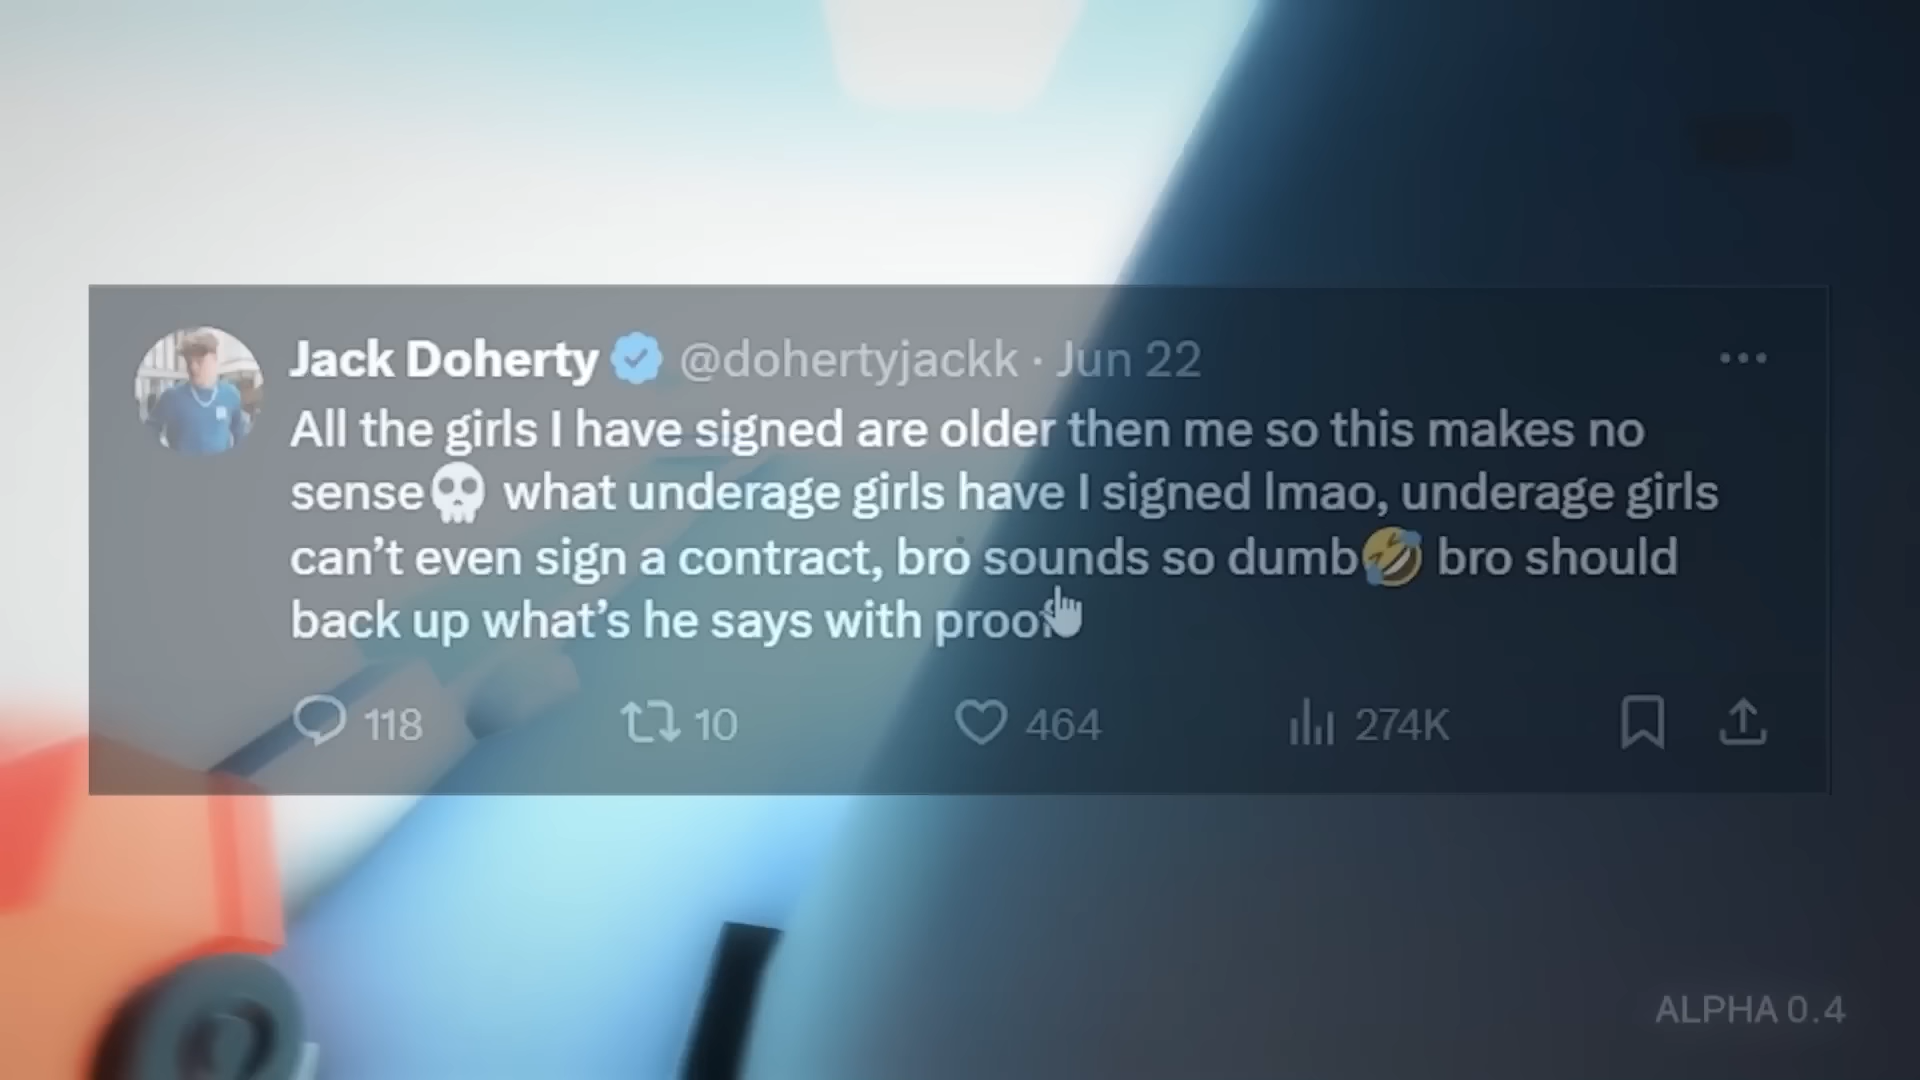 Jack Doherty @dohertyjackk · Jun 22
All the girls I have signed are older then me so this makes no
sense💀 what underage girls have I signed lmao, underage girls
can't even sign a contract, bro sounds so dumb🤣 bro should
back up what's he says with proof
118 10 464 274K
ALPHA 0.4